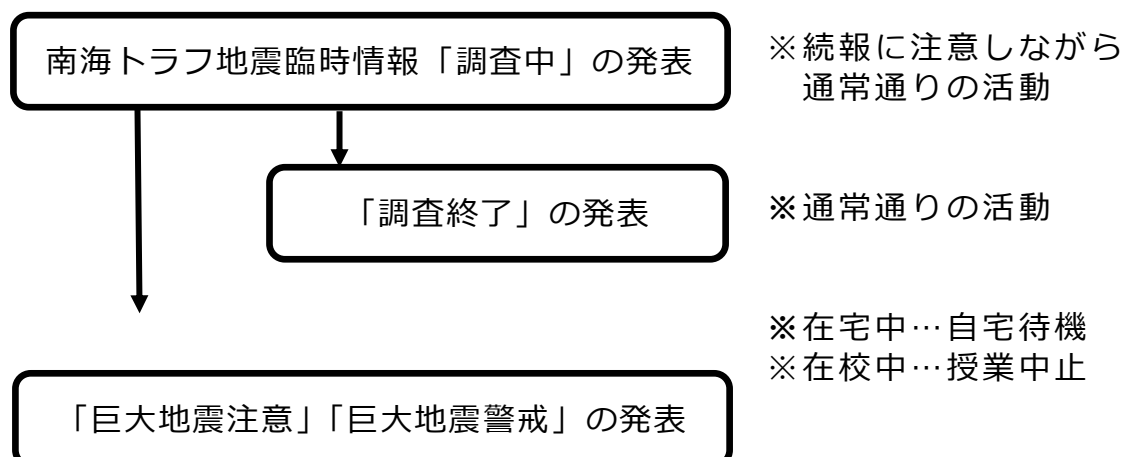 南海トラフ地震臨時情報「調査中」の発表
※続報に注意しながら
通常通りの活動
「調査終了」の発表
※通常通りの活動
※在宅中…自宅待機
※在校中…授業中止
「巨大地震注意」「巨大地震警戒」の発表